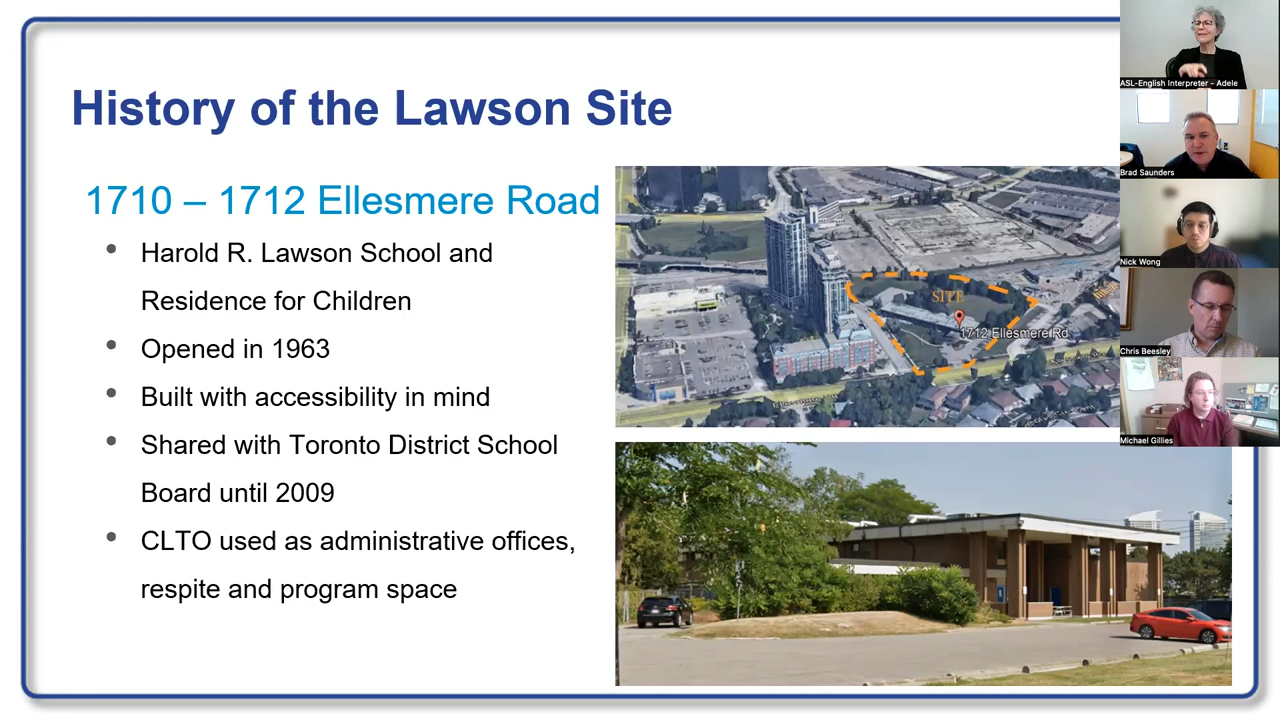 History of the Lawson Site
1710 – 1712 Ellesmere Road
Harold R. Lawson School and
Residence for Children
Opened in 1963
Built with accessibility in mind
Shared with Toronto District School
Board until 2009
CLTO used as administrative offices,
respite and program space
SITE
1712 Ellesmere Rd
ASL-English Interpreter - Adele
Brad Saunders
Nick Wong
Chris Beesley
Michael Gillies